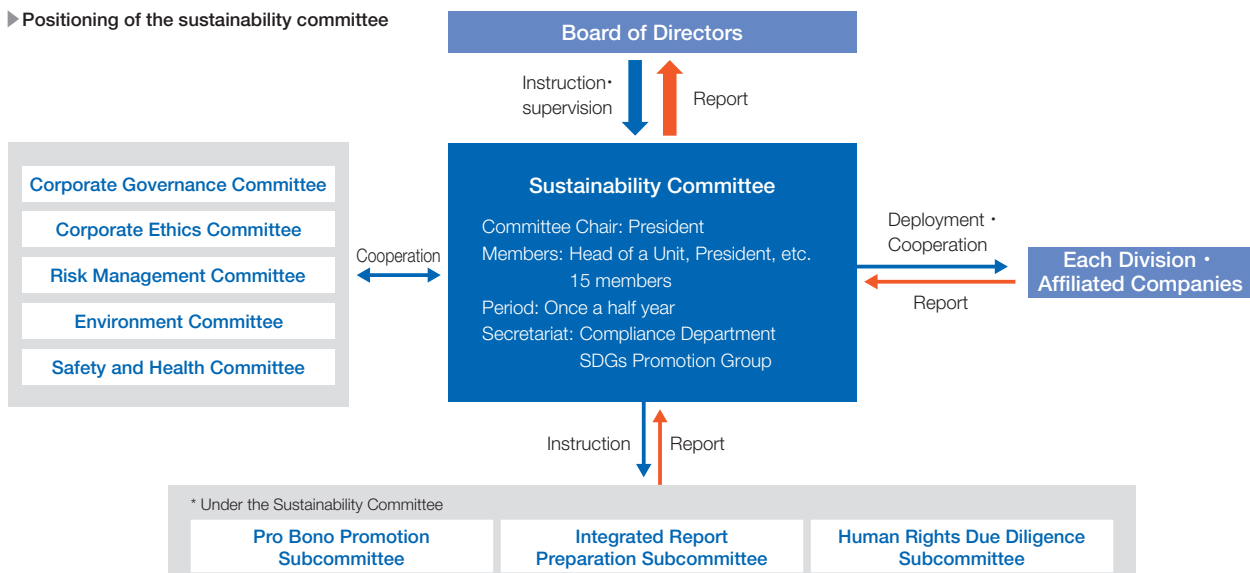 ▶Positioning of the sustainability committee
Board of Directors
Instruction・
supervision
Report
Corporate Governance Committee
Corporate Ethics Committee
Risk Management Committee
Environment Committee
Safety and Health Committee
Cooperation
Sustainability Committee
Committee Chair: President
Members: Head of a Unit, President, etc.
15 members
Period: Once a half year
Secretariat: Compliance Department
SDGs Promotion Group
Deployment・
Cooperation
Report
Each Division・
Affiliated Companies
Instruction
Report
* Under the Sustainability Committee
Pro Bono Promotion
Subcommittee
Integrated Report
Preparation Subcommittee
Human Rights Due Diligence
Subcommittee